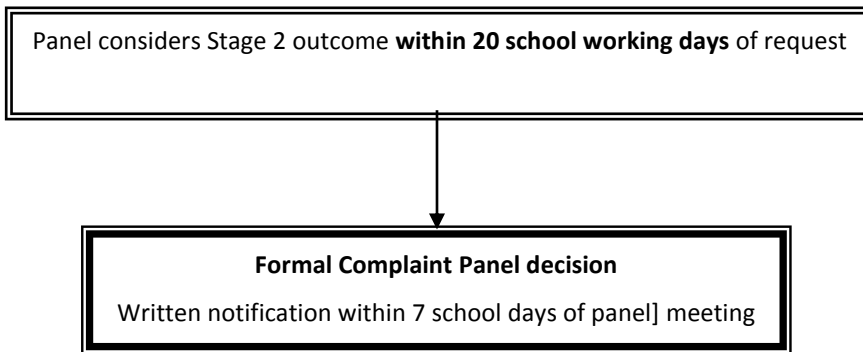 Panel considers Stage 2 outcome within 20 school working days of request
Formal Complaint Panel decision
Written notification within 7 school days of panel] meeting